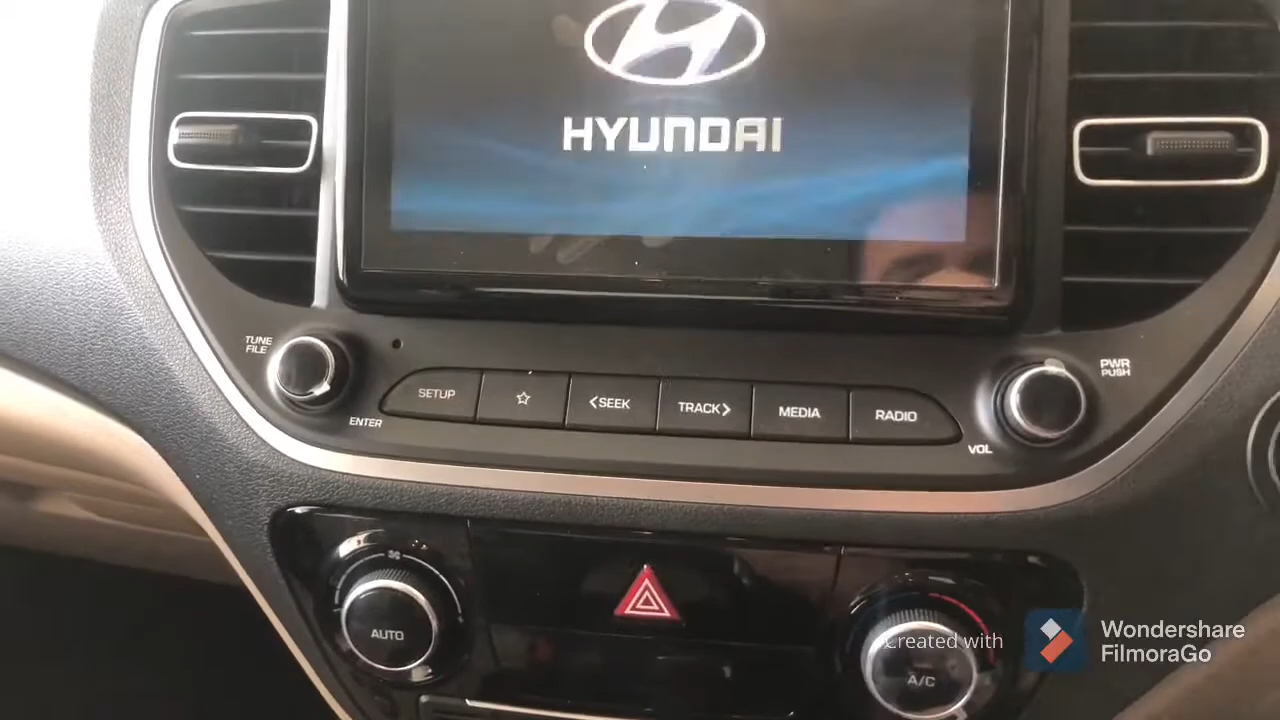 HYUNDAI
TUNE
FILE
ENTER
SETUP
<SEEK
TRACK>
MEDIA
RADIO
PWR
PUSH
VOL
AUTO
A/C
Created with
Wondershare
FilmoraGo